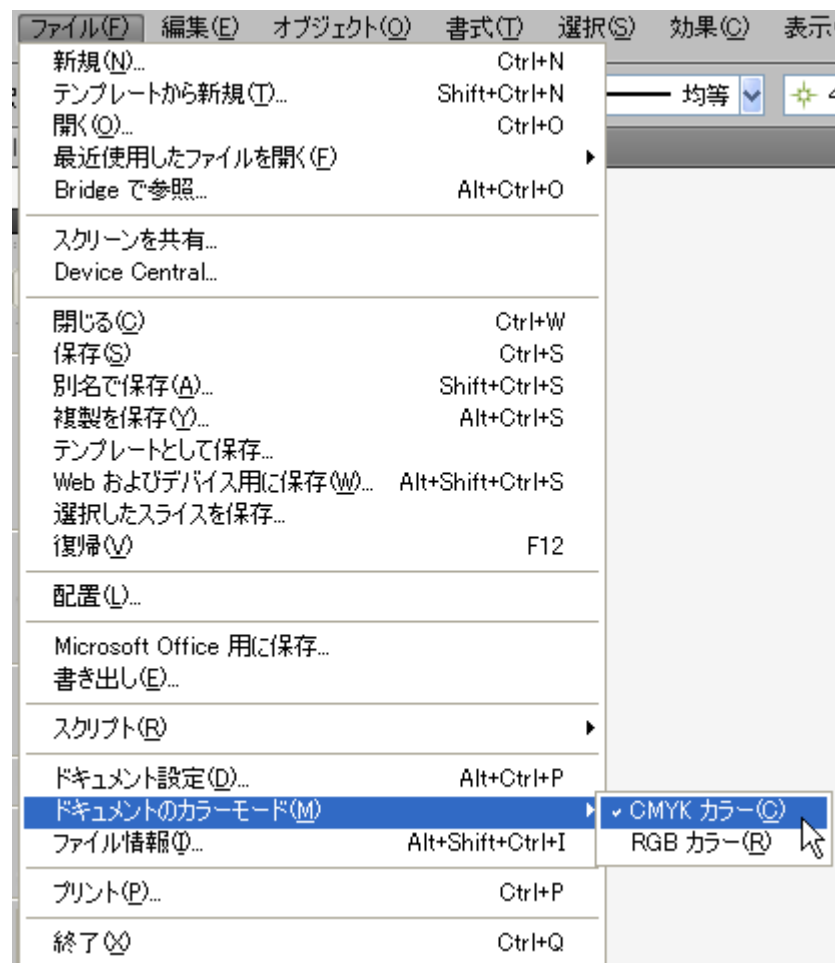 ファイル(F) 編集(E) オブジェクト(O) 書式(T) 選択(S) 効果(C) 表示
新規(N)... Ctrl+N
テンプレートから新規(T)... Shift+Ctrl+N
均等
開く(O)... Ctrl+O
最近使用したファイルを開く(F)
Bridge で参照... Alt+Ctrl+O
スクリーンを共有...
Device Central...
閉じる(C) Ctrl+W
保存(S) Ctrl+S
別名で保存(A)... Shift+Ctrl+S
複製を保存(Y)... Alt+Ctrl+S
テンプレートとして保存...
Web およびデバイス用に保存(W)... Alt+Shift+Ctrl+S
選択したスライスを保存...
復帰(V) F12
配置(L)...
Microsoft Office 用に保存...
書き出し(E)...
スクリプト(R)
ドキュメント設定(D)... Alt+Ctrl+P
ドキュメントのカラーモード(M)
CMYK カラー(C)
ファイル情報(I)... Alt+Shift+Ctrl+I
RGB カラー(R)
プリント(P)... Ctrl+P
終了(X) Ctrl+Q